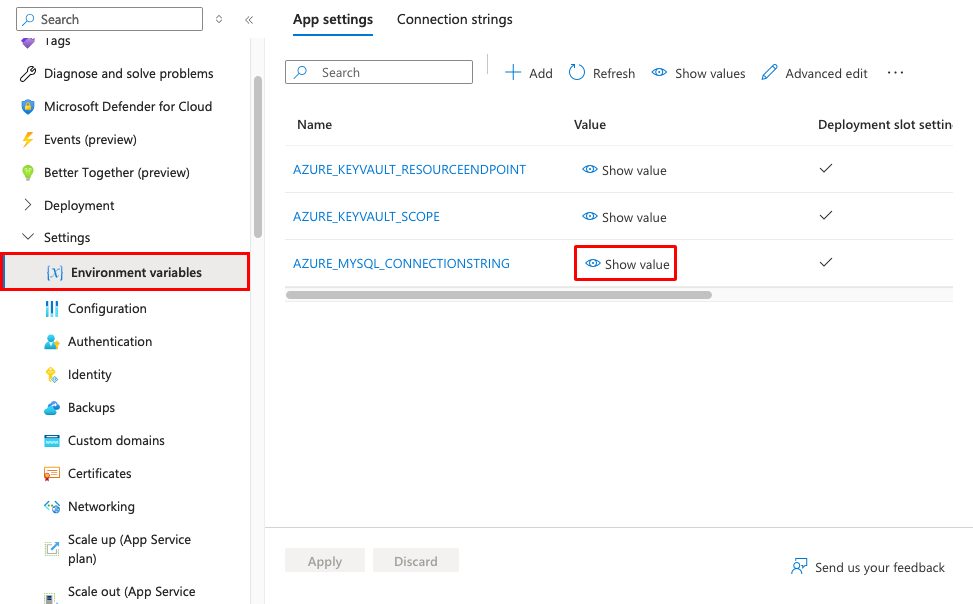 Search
Tags
Diagnose and solve problems
Microsoft Defender for Cloud
Events (preview)
Better Together (preview)
Deployment
Settings
Environment variables
Configuration
Authentication
Identity
Backups
Custom domains
Certificates
Networking
Scale up (App Service
plan)
Scale out (App Service
App settings Connection strings
Search Add Refresh Show values Advanced edit ···
Name Value Deployment slot settin
AZURE_KEYVAULT_RESOURCEENDPOINT Show value
AZURE_KEYVAULT_SCOPE Show value
AZURE_MYSQL_CONNECTIONSTRING Show value
Apply Discard Send us your feedback